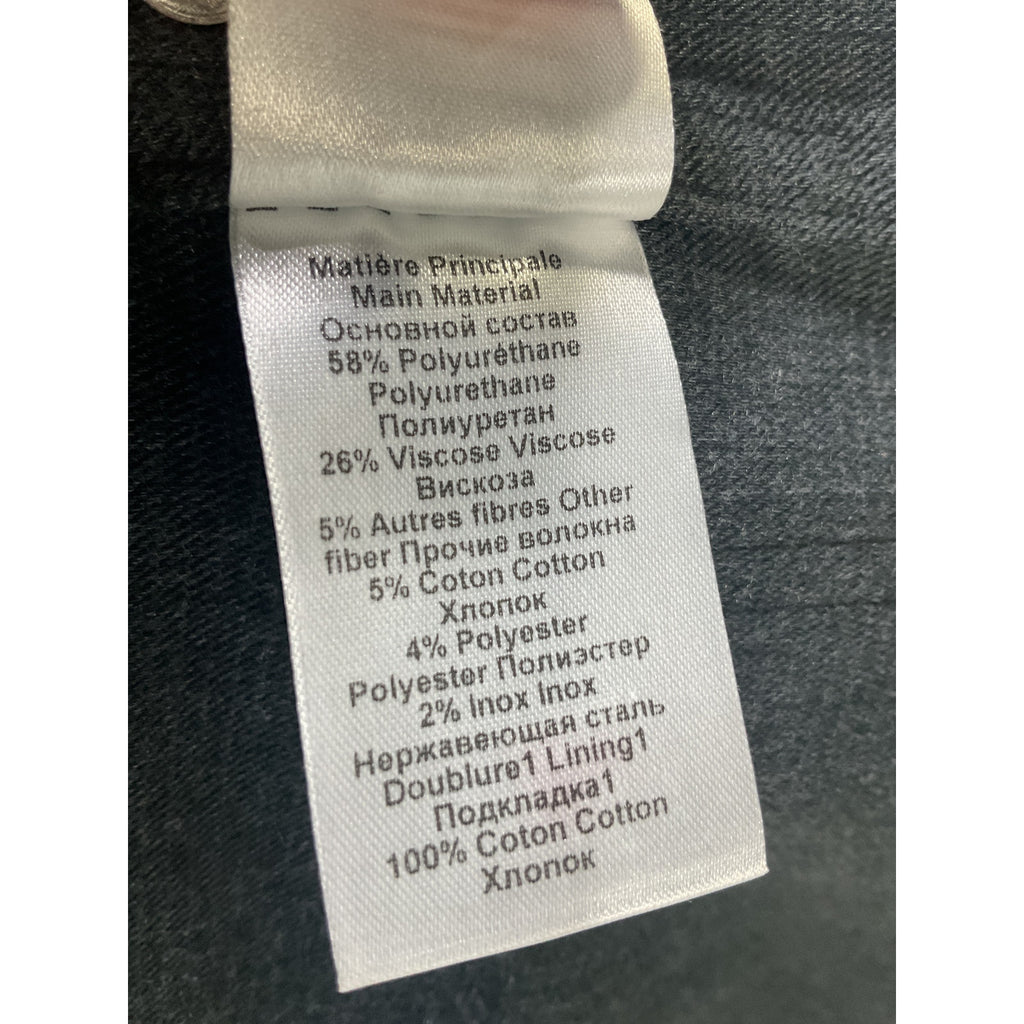 Matière Principale
Main Material
Основной состав
58% Polyuréthane
Polyurethane
Полиуретан
26% Viscose Viscose
Вискоза
5% Autres fibres Other
fiber Прочие волокна
5% Coton Cotton
Хлопок
4% Polyester
Polyester Полиэстер
2% Inox Inox
Нержавеющая сталь
Doublure1 Lining1
Подкладка1
100% Coton Cotton
Хлопок